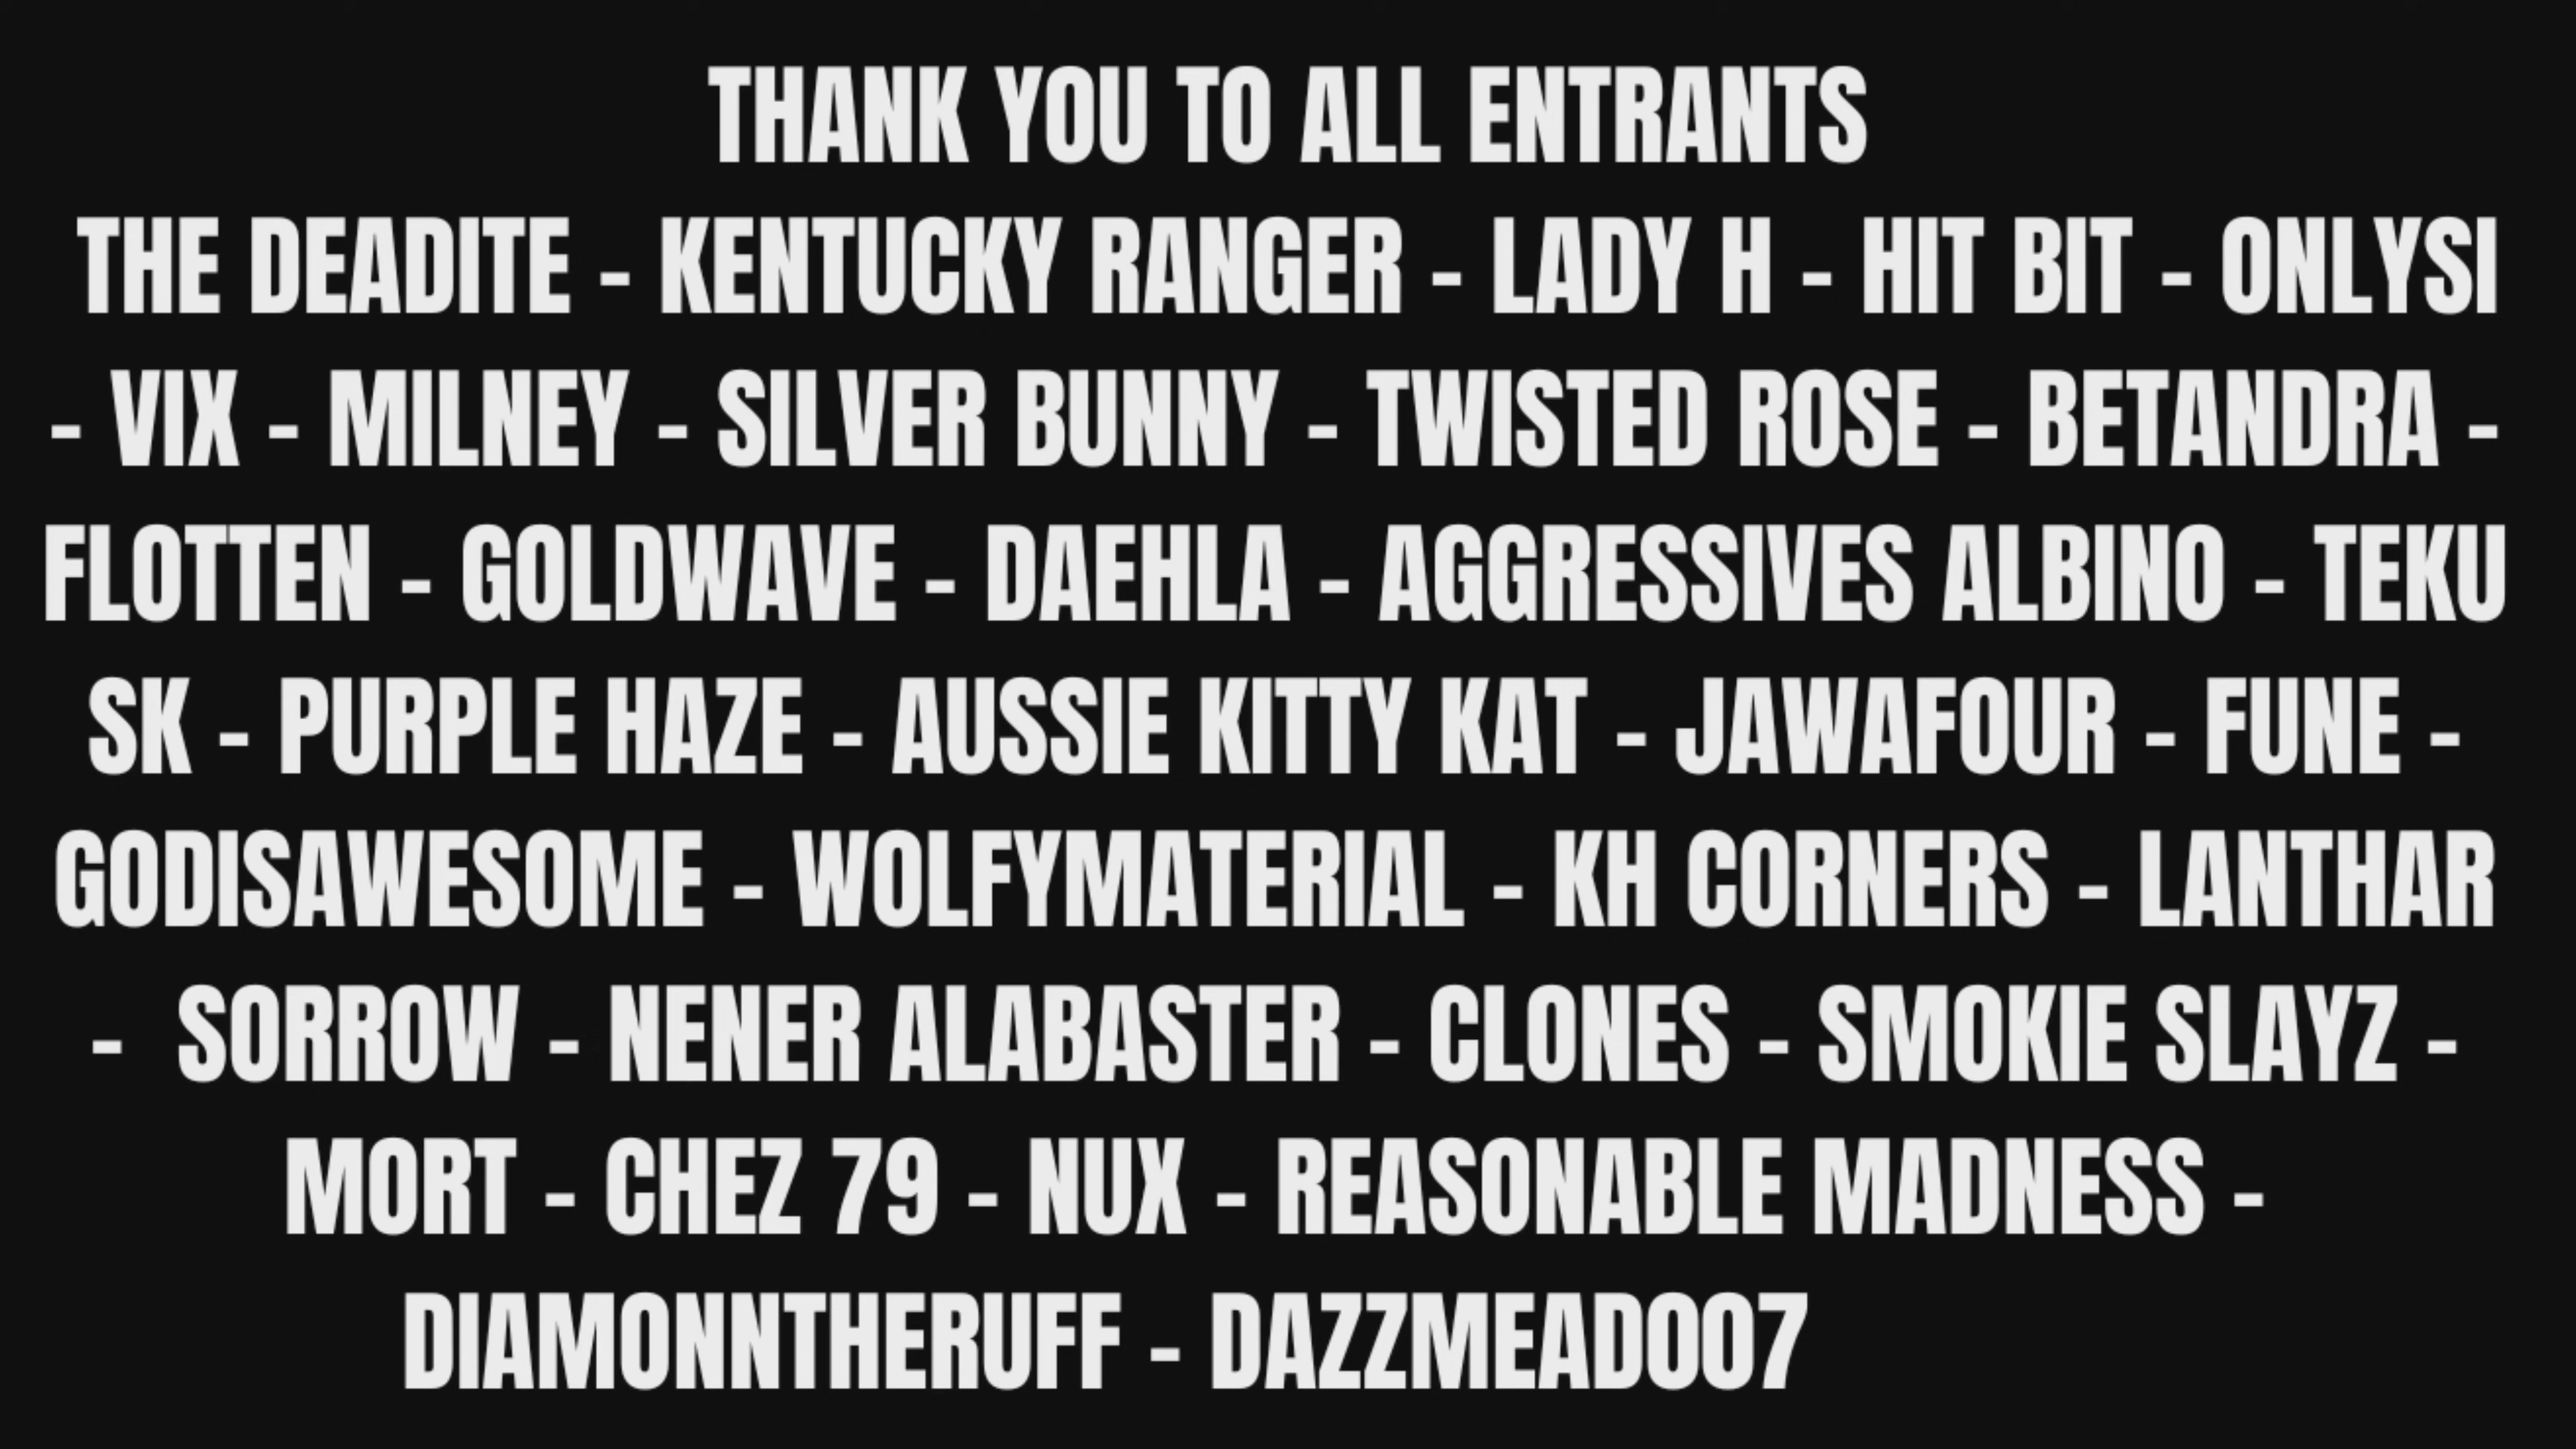 THANK YOU TO ALL ENTRANTS
THE DEADITE - KENTUCKY RANGER - LADY H - HIT BIT - ONLYSI
- VIX - MILNEY - SILVER BUNNY - TWISTED ROSE - BETANDRA -
FLOTTEN - GOLDWAVE - DAEHLA - AGGRESSIVES ALBINO - TEKU
SK - PURPLE HAZE - AUSSIE KITTY KAT - JAWAFOUR - FUNE -
GODISAWESOME - WOLFYMATERIAL - KH CORNERS - LANTHAR
- SORROW - NENER ALABASTER - CLONES - SMOKIE SLAYZ -
MORT - CHEZ 79 - NUX - REASONABLE MADNESS -
DIAMONNTHERUFF - DAZZMEAD007